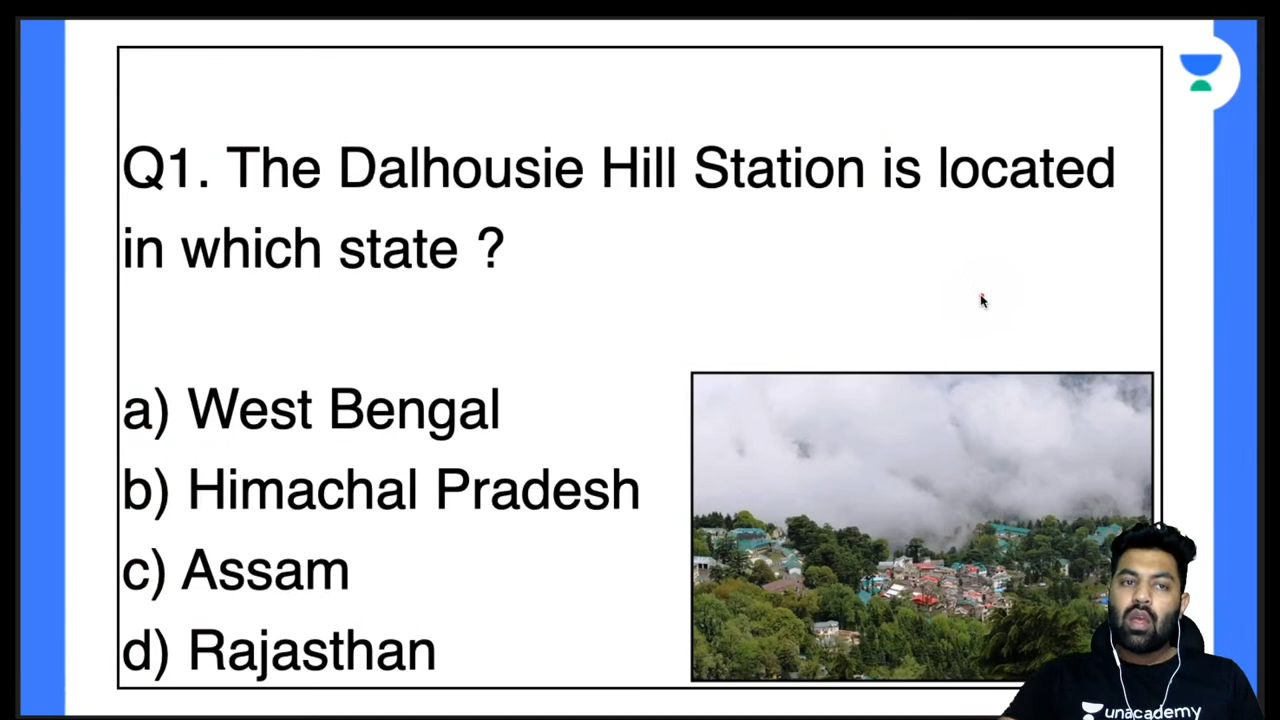 Q1. The Dalhousie Hill Station is located
in which state ?
a) West Bengal
b) Himachal Pradesh
c) Assam
d) Rajasthan
unacademy